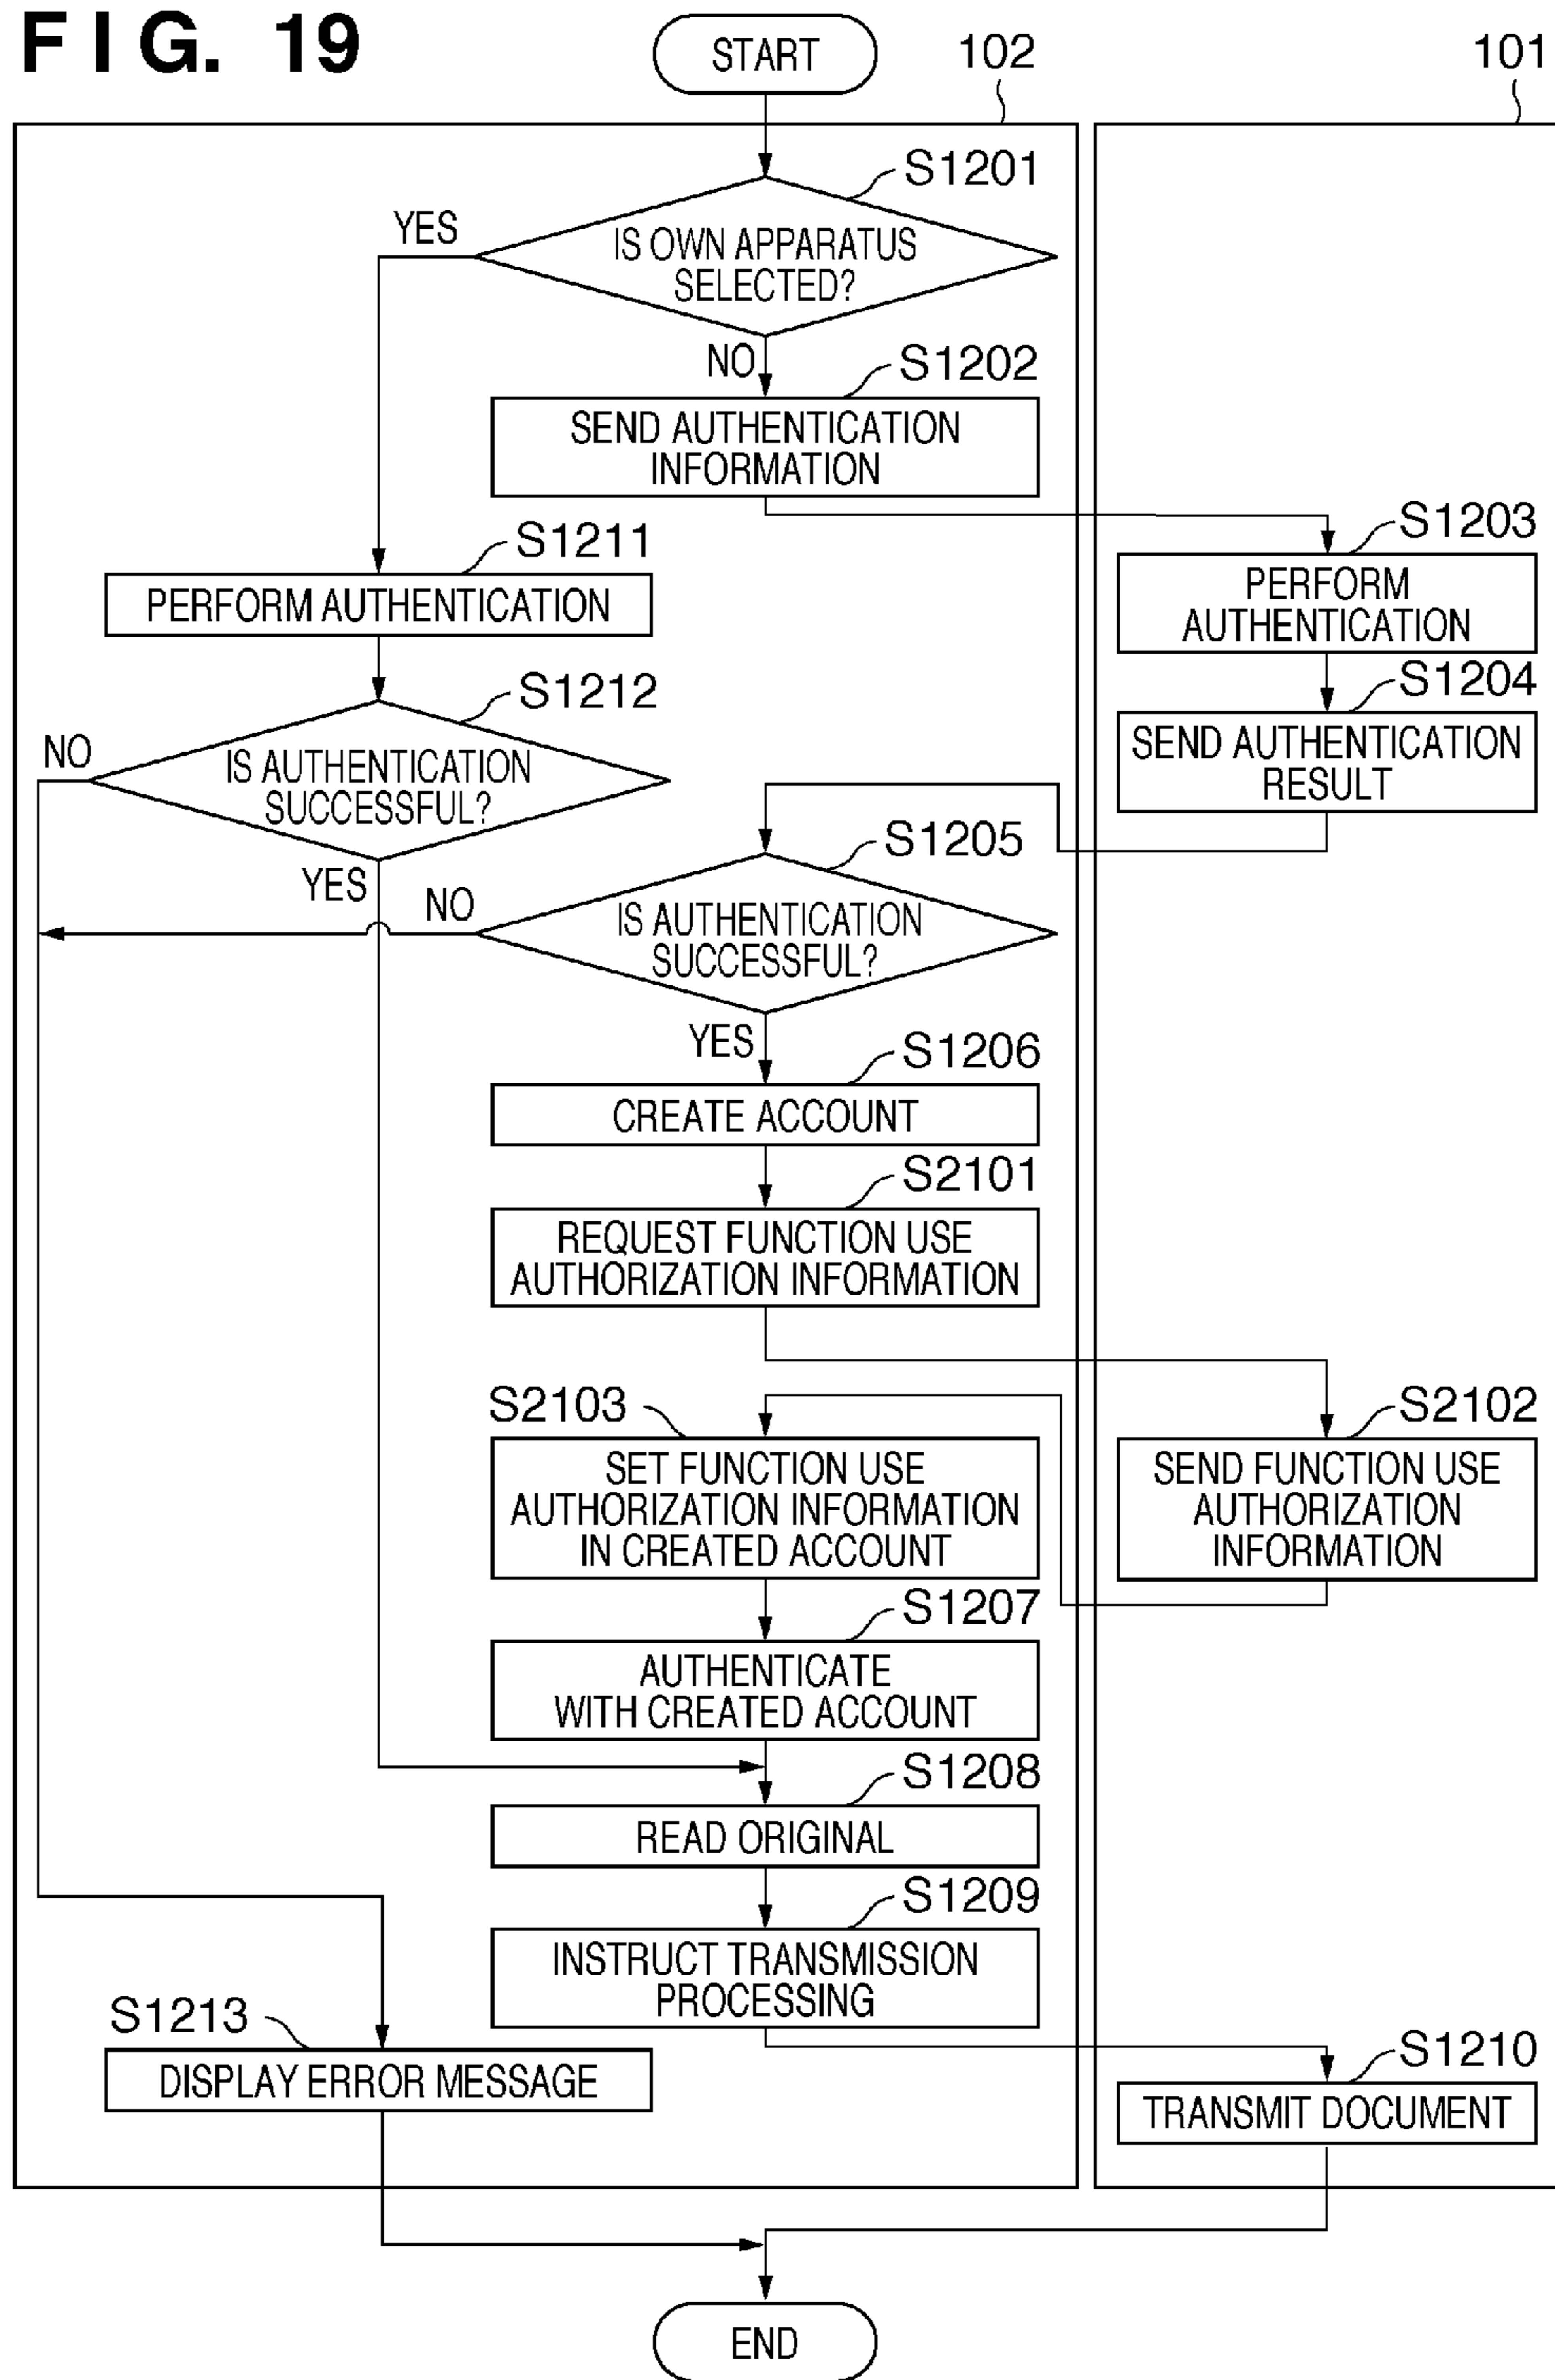 FIG. 19
START
102
101
S1201
YES
IS OWN APPARATUS
SELECTED?
NO
S1202
SEND AUTHENTICATION
INFORMATION
S1203
PERFORM
AUTHENTICATION
S1211
PERFORM AUTHENTICATION
S1204
SEND AUTHENTICATION
RESULT
S1212
NO
IS AUTHENTICATION
SUCCESSFUL?
YES
S1205
NO
IS AUTHENTICATION
SUCCESSFUL?
YES
S1206
CREATE ACCOUNT
S2101
REQUEST FUNCTION USE
AUTHORIZATION INFORMATION
S2102
SEND FUNCTION USE
AUTHORIZATION
INFORMATION
S2103
SET FUNCTION USE
AUTHORIZATION INFORMATION
IN CREATED ACCOUNT
S1207
AUTHENTICATE
WITH CREATED ACCOUNT
S1208
READ ORIGINAL
S1209
INSTRUCT TRANSMISSION
PROCESSING
S1213
DISPLAY ERROR MESSAGE
S1210
TRANSMIT DOCUMENT
END